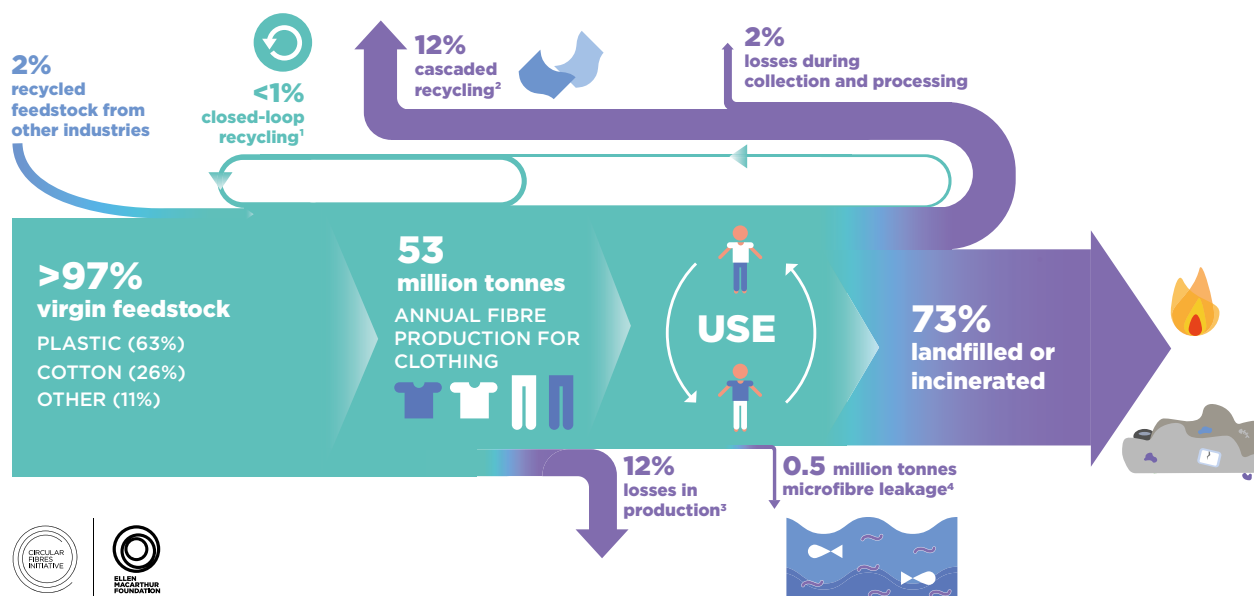 2%
recycled
feedstock from
other industries
<1%
closed-loop
recycling¹
12%
cascaded
recycling²
2%
losses during
collection and processing
>97%
virgin feedstock
PLASTIC (63%)
COTTON (26%)
OTHER (11%)
53
million tonnes
ANNUAL FIBRE
PRODUCTION FOR
CLOTHING
USE
73%
landfilled or
incinerated
12%
losses in
production³
0.5 million tonnes
microfibre leakage⁴
CIRCULAR
FIBRES
INITIATIVE
ELLEN
MACARTHUR
FOUNDATION